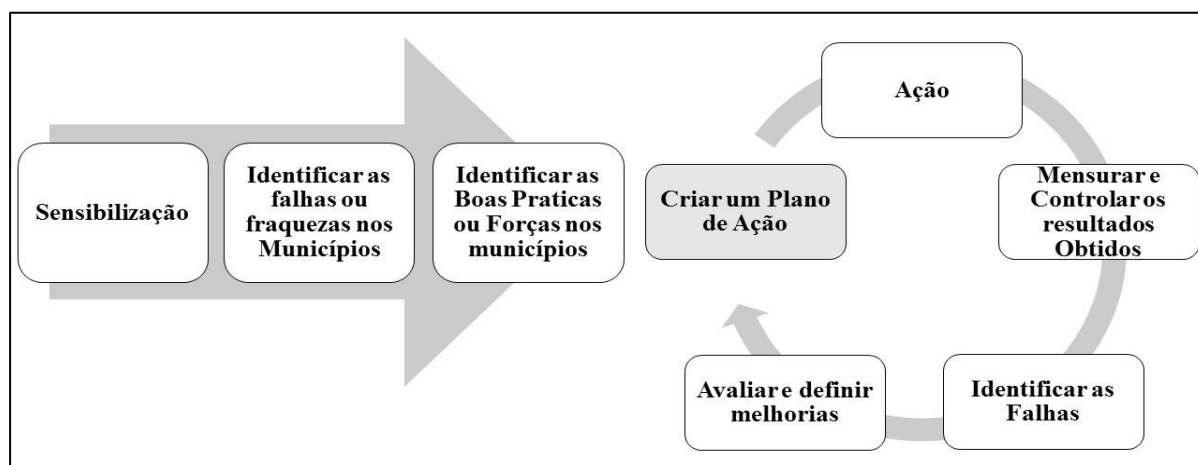 Sensibilização
Identificar as
falhas ou
fraquezas nos
Municípios
Identificar as
Boas Praticas
ou Forças nos
municípios
Criar um Plano
de Ação
Ação
Mensurar e
Controlar os
resultados
Obtidos
Identificar as
Falhas
Avaliar e definir
melhorias